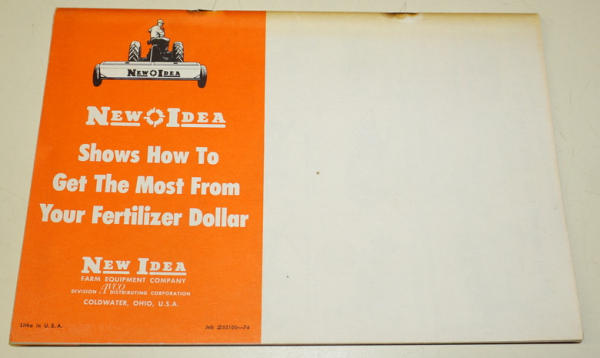 NEW IDEA
NEW IDEA
Shows How To
Get The Most From
Your Fertilizer Dollar
NEW IDEA
FARM EQUIPMENT COMPANY
DIVISION AVCO DISTRIBUTING CORPORATION
COLDWATER, OHIO, U.S.A.
Litho in U.S.A.